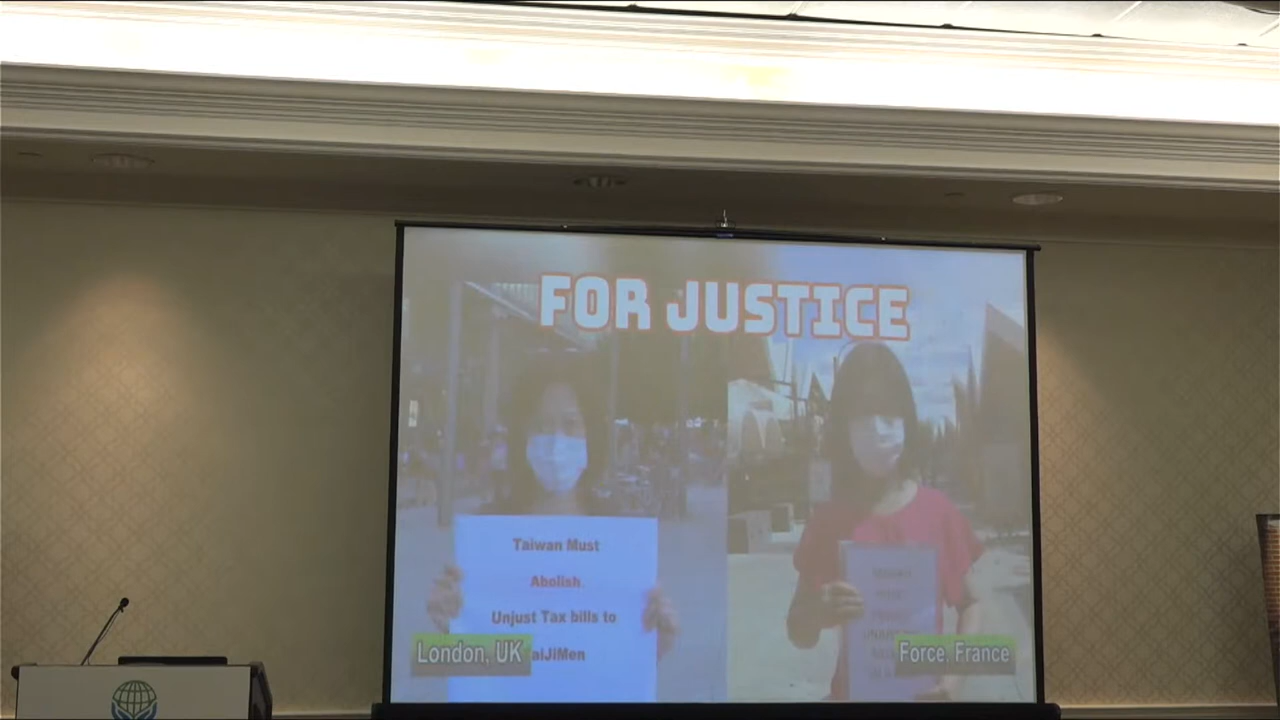 FOR JUSTICE
Taiwan Must
Abolish
Unjust Tax bills to
aiJiMen
London, UK
Force, France